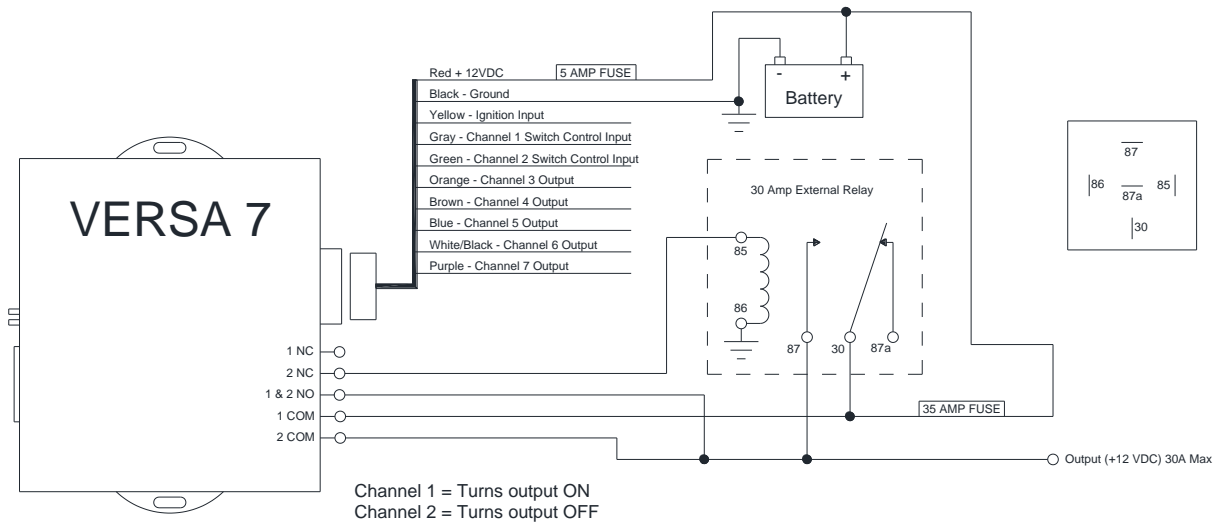 Red + 12VDC
5 AMP FUSE
Black - Ground
Yellow - Ignition Input
Gray - Channel 1 Switch Control Input
Green - Channel 2 Switch Control Input
Orange - Channel 3 Output
Brown - Channel 4 Output
Blue - Channel 5 Output
White/Black - Channel 6 Output
Purple - Channel 7 Output
- +
Battery
VERSA 7
30 Amp External Relay
85
86
87
30
87a
87
86
87a
85
30
1 NC
2 NC
1 & 2 NO
1 COM
2 COM
35 AMP FUSE
Output (+12 VDC) 30A Max
Channel 1 = Turns output ON
Channel 2 = Turns output OFF